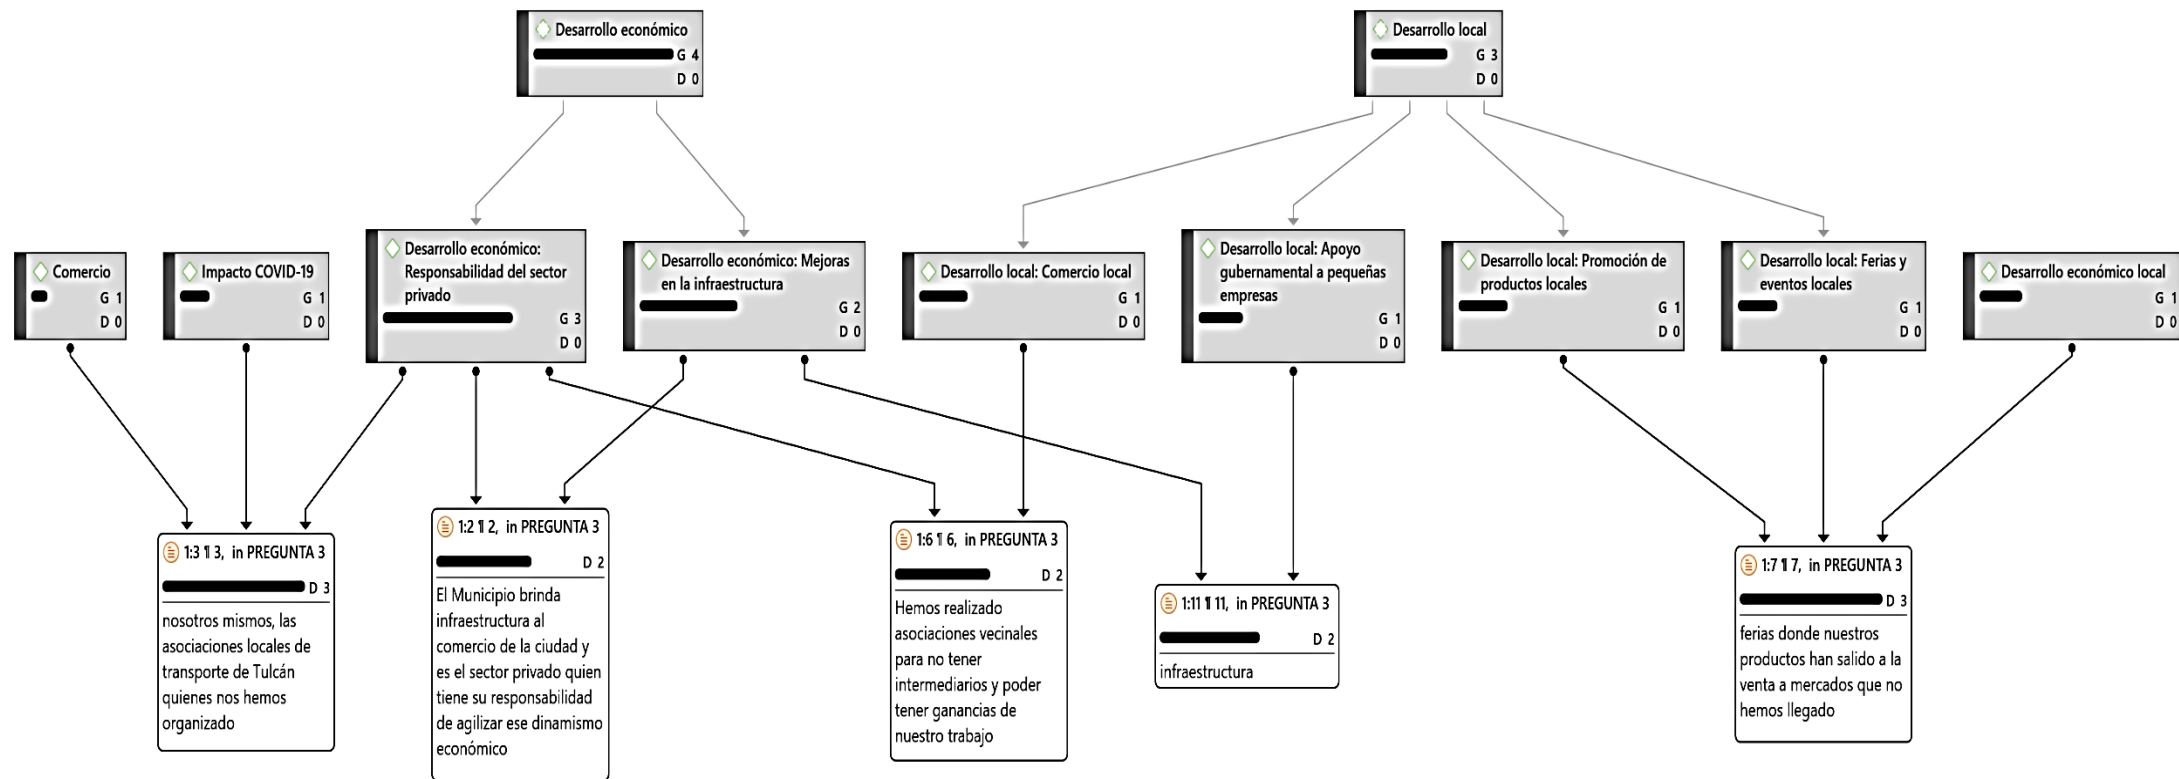 Desarrollo económico
G 4
D 0
Desarrollo local
G 3
D 0
Comercio
G 1
D 0
Impacto COVID-19
G 1
D 0
Desarrollo económico:
Responsabilidad del sector
privado
G 3
D 0
Desarrollo económico: Mejoras
en la infraestructura
G 2
D 0
Desarrollo local: Comercio local
G 1
D 0
Desarrollo local: Apoyo
gubernamental a pequeñas
empresas
G 1
D 0
Desarrollo local: Promoción de
productos locales
G 1
D 0
Desarrollo local: Ferias y
eventos locales
G 1
D 0
Desarrollo económico local
G 1
D 0
1:3 ¶ 3, in PREGUNTA 3
D 3
nosotros mismos, las
asociaciones locales de
transporte de Tulcán
quienes nos hemos
organizado
1:2 ¶ 2, in PREGUNTA 3
D 2
El Municipio brinda
infraestructura al
comercio de la ciudad y
es el sector privado quien
tiene su responsabilidad
de agilizar ese dinamismo
económico
1:6 ¶ 6, in PREGUNTA 3
D 2
Hemos realizado
asociaciones vecinales
para no tener
intermediarios y poder
tener ganancias de
nuestro trabajo
1:11 ¶ 11, in PREGUNTA 3
D 2
infraestructura
1:7 ¶ 7, in PREGUNTA 3
D 3
ferias donde nuestros
productos han salido a la
venta a mercados que no
hemos llegado